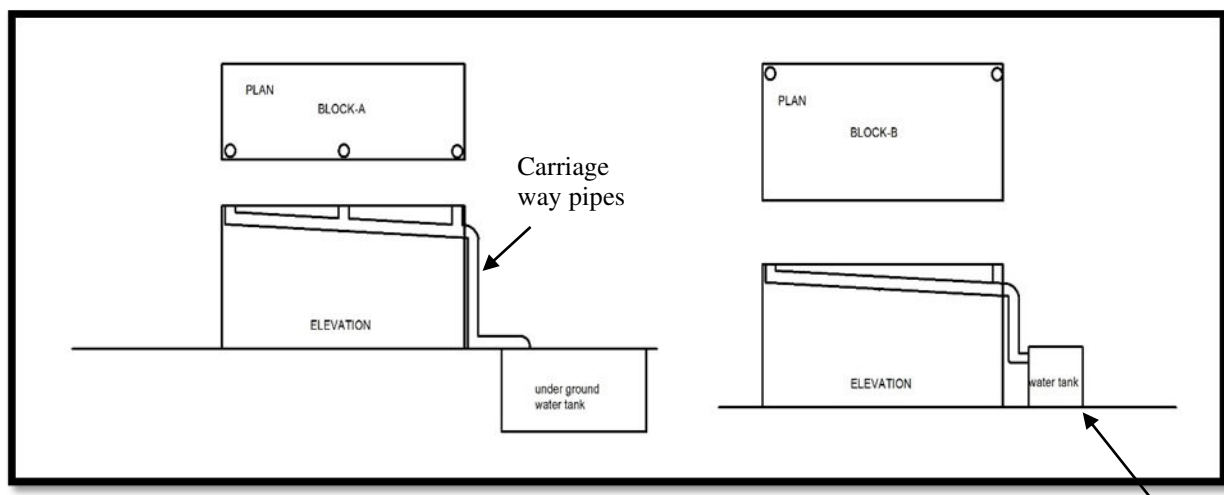 PLAN
BLOCK-A
Carriage
way pipes
ELEVATION
under ground
water tank
PLAN
BLOCK-B
ELEVATION
water tank